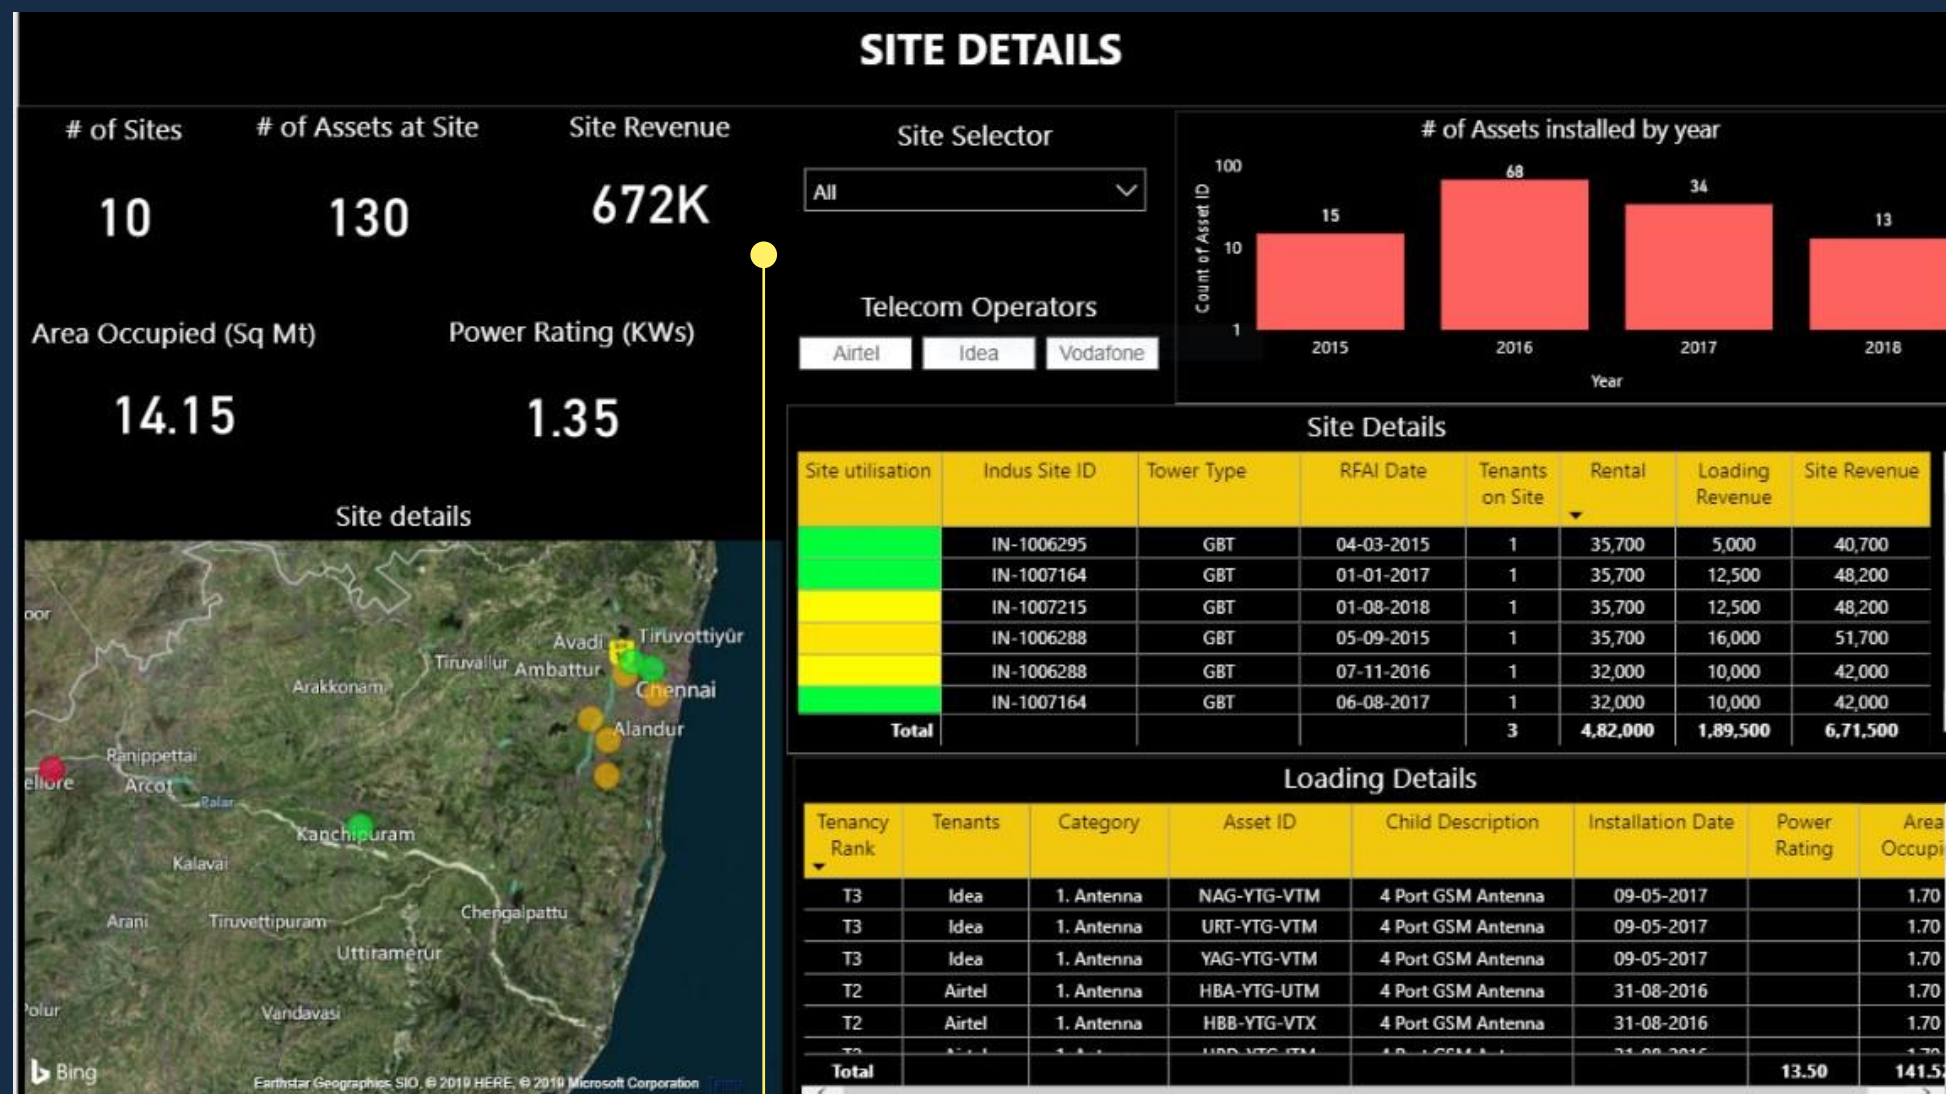 SITE DETAILS
# of Sites
# of Assets at Site
Site Revenue
10
130
672K
Area Occupied (Sq Mt)
Power Rating (KWs)
14.15
1.35
Site Selector
All
Telecom Operators
Airtel Idea Vodafone
# of Assets installed by year
Count of Asset ID
100
10
1
15
68
34
13
2015 2016 2017 2018
Year
Site details
oor
Avadi
Tiruvottiyūr
Tiruvallur
Ambattur
Arakkonam
Chennai
Alandur
Ranippettai
ellore
Arcot
Palar
Kanchipuram
Kalavai
Arani
Tiruvettipuram
Chengalpattu
Uttiramerur
Vandavasi
Polur
Bing
Earthstar Geographics SIO, © 2019 HERE, © 2019 Microsoft Corporation
Site Details
Site utilisation Indus Site ID Tower Type RFAI Date Tenants on Site Rental Loading Revenue Site Revenue
IN-1006295 GBT 04-03-2015 1 35,700 5,000 40,700
IN-1007164 GBT 01-01-2017 1 35,700 12,500 48,200
IN-1007215 GBT 01-08-2018 1 35,700 12,500 48,200
IN-1006288 GBT 05-09-2015 1 35,700 16,000 51,700
IN-1006288 GBT 07-11-2016 1 32,000 10,000 42,000
IN-1007164 GBT 06-08-2017 1 32,000 10,000 42,000
Total 3 4,82,000 1,89,500 6,71,500
Loading Details
Tenancy Rank Tenants Category Asset ID Child Description Installation Date Power Rating Area Occupi
T3 Idea 1. Antenna NAG-YTG-VTM 4 Port GSM Antenna 09-05-2017 1.70
T3 Idea 1. Antenna URT-YTG-VTM 4 Port GSM Antenna 09-05-2017 1.70
T3 Idea 1. Antenna YAG-YTG-VTM 4 Port GSM Antenna 09-05-2017 1.70
T2 Airtel 1. Antenna HBA-YTG-UTM 4 Port GSM Antenna 31-08-2016 1.70
T2 Airtel 1. Antenna HBB-YTG-VTX 4 Port GSM Antenna 31-08-2016 1.70
Total 13.50 141.52